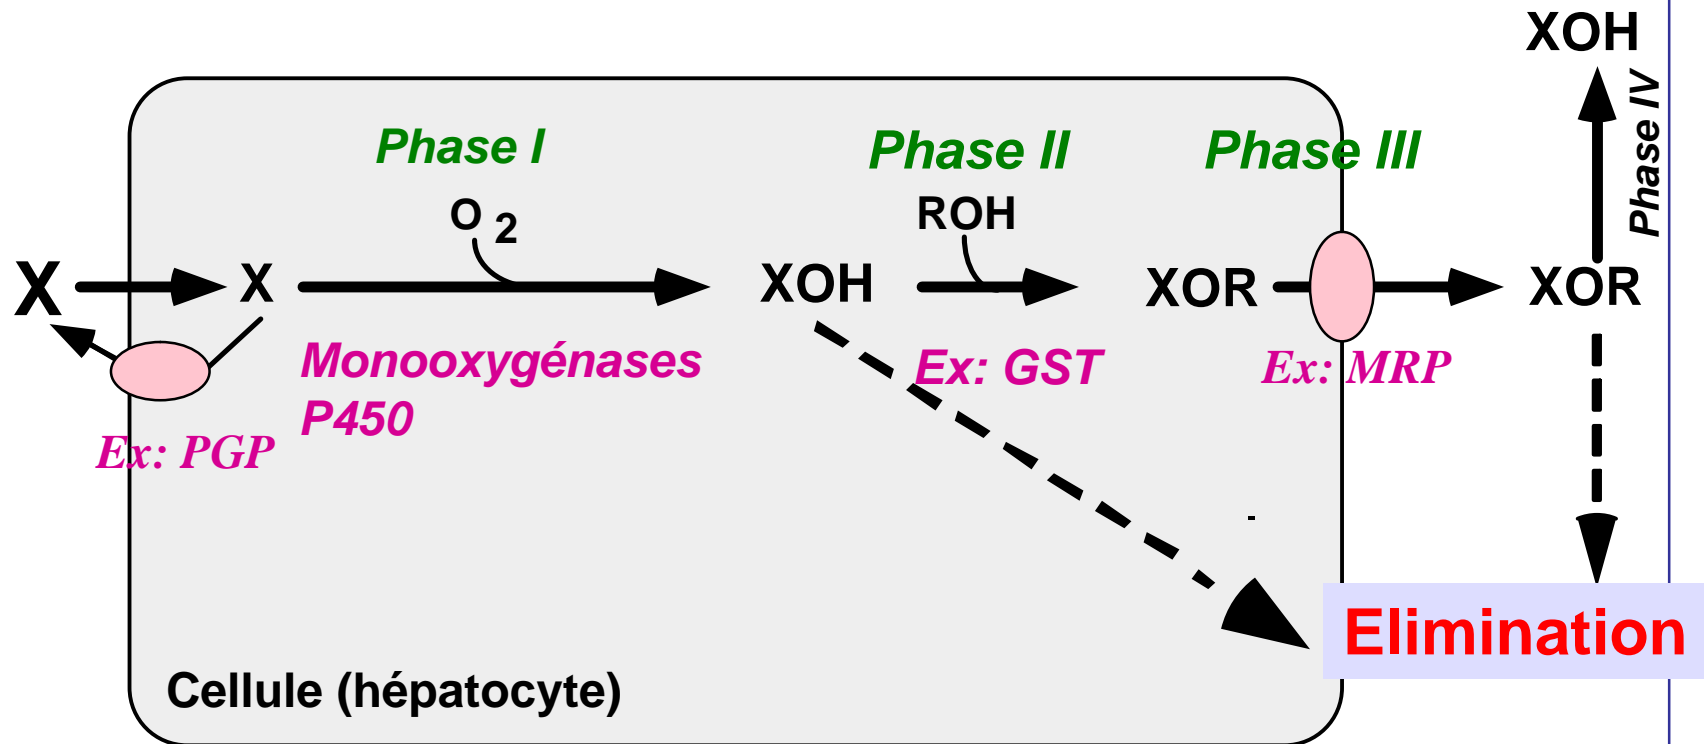 XOH
Phase IV
Phase I
Phase II
Phase III
O 2
ROH
X
X
XOH
XOR
XOR
Monooxygénases
P450
Ex: GST
Ex: MRP
Ex: PGP
Elimination
Cellule (hépatocyte)